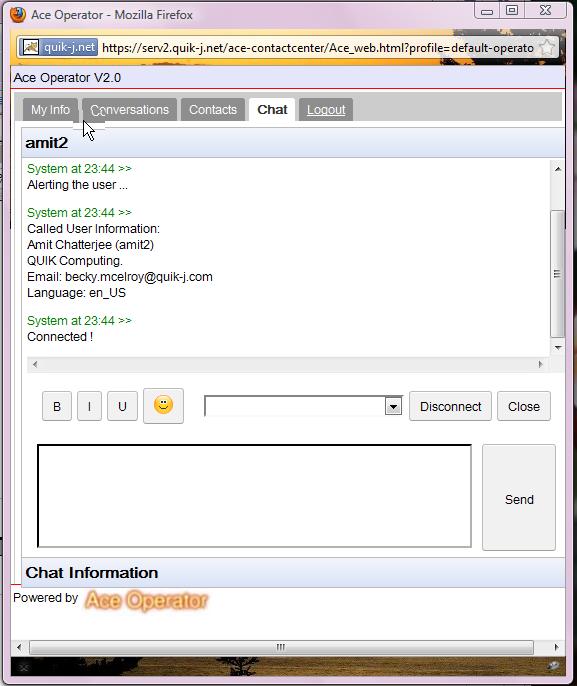 Ace Operator - Mozilla Firefox
quik-j.net https://serv2.quik-j.net/ace-contactcenter/Ace_web.html?profile=default-operato
Ace Operator V2.0
My Info Conversations Contacts Chat Logout
amit2
System at 23:44 >>
Alerting the user ...
System at 23:44 >>
Called User Information:
Amit Chatterjee (amit2)
QUIK Computing.
Email: becky.mcelroy@quik-j.com
Language: en_US
System at 23:44 >>
Connected !
B I U Disconnect Close
Send
Chat Information
Powered by Ace Operator